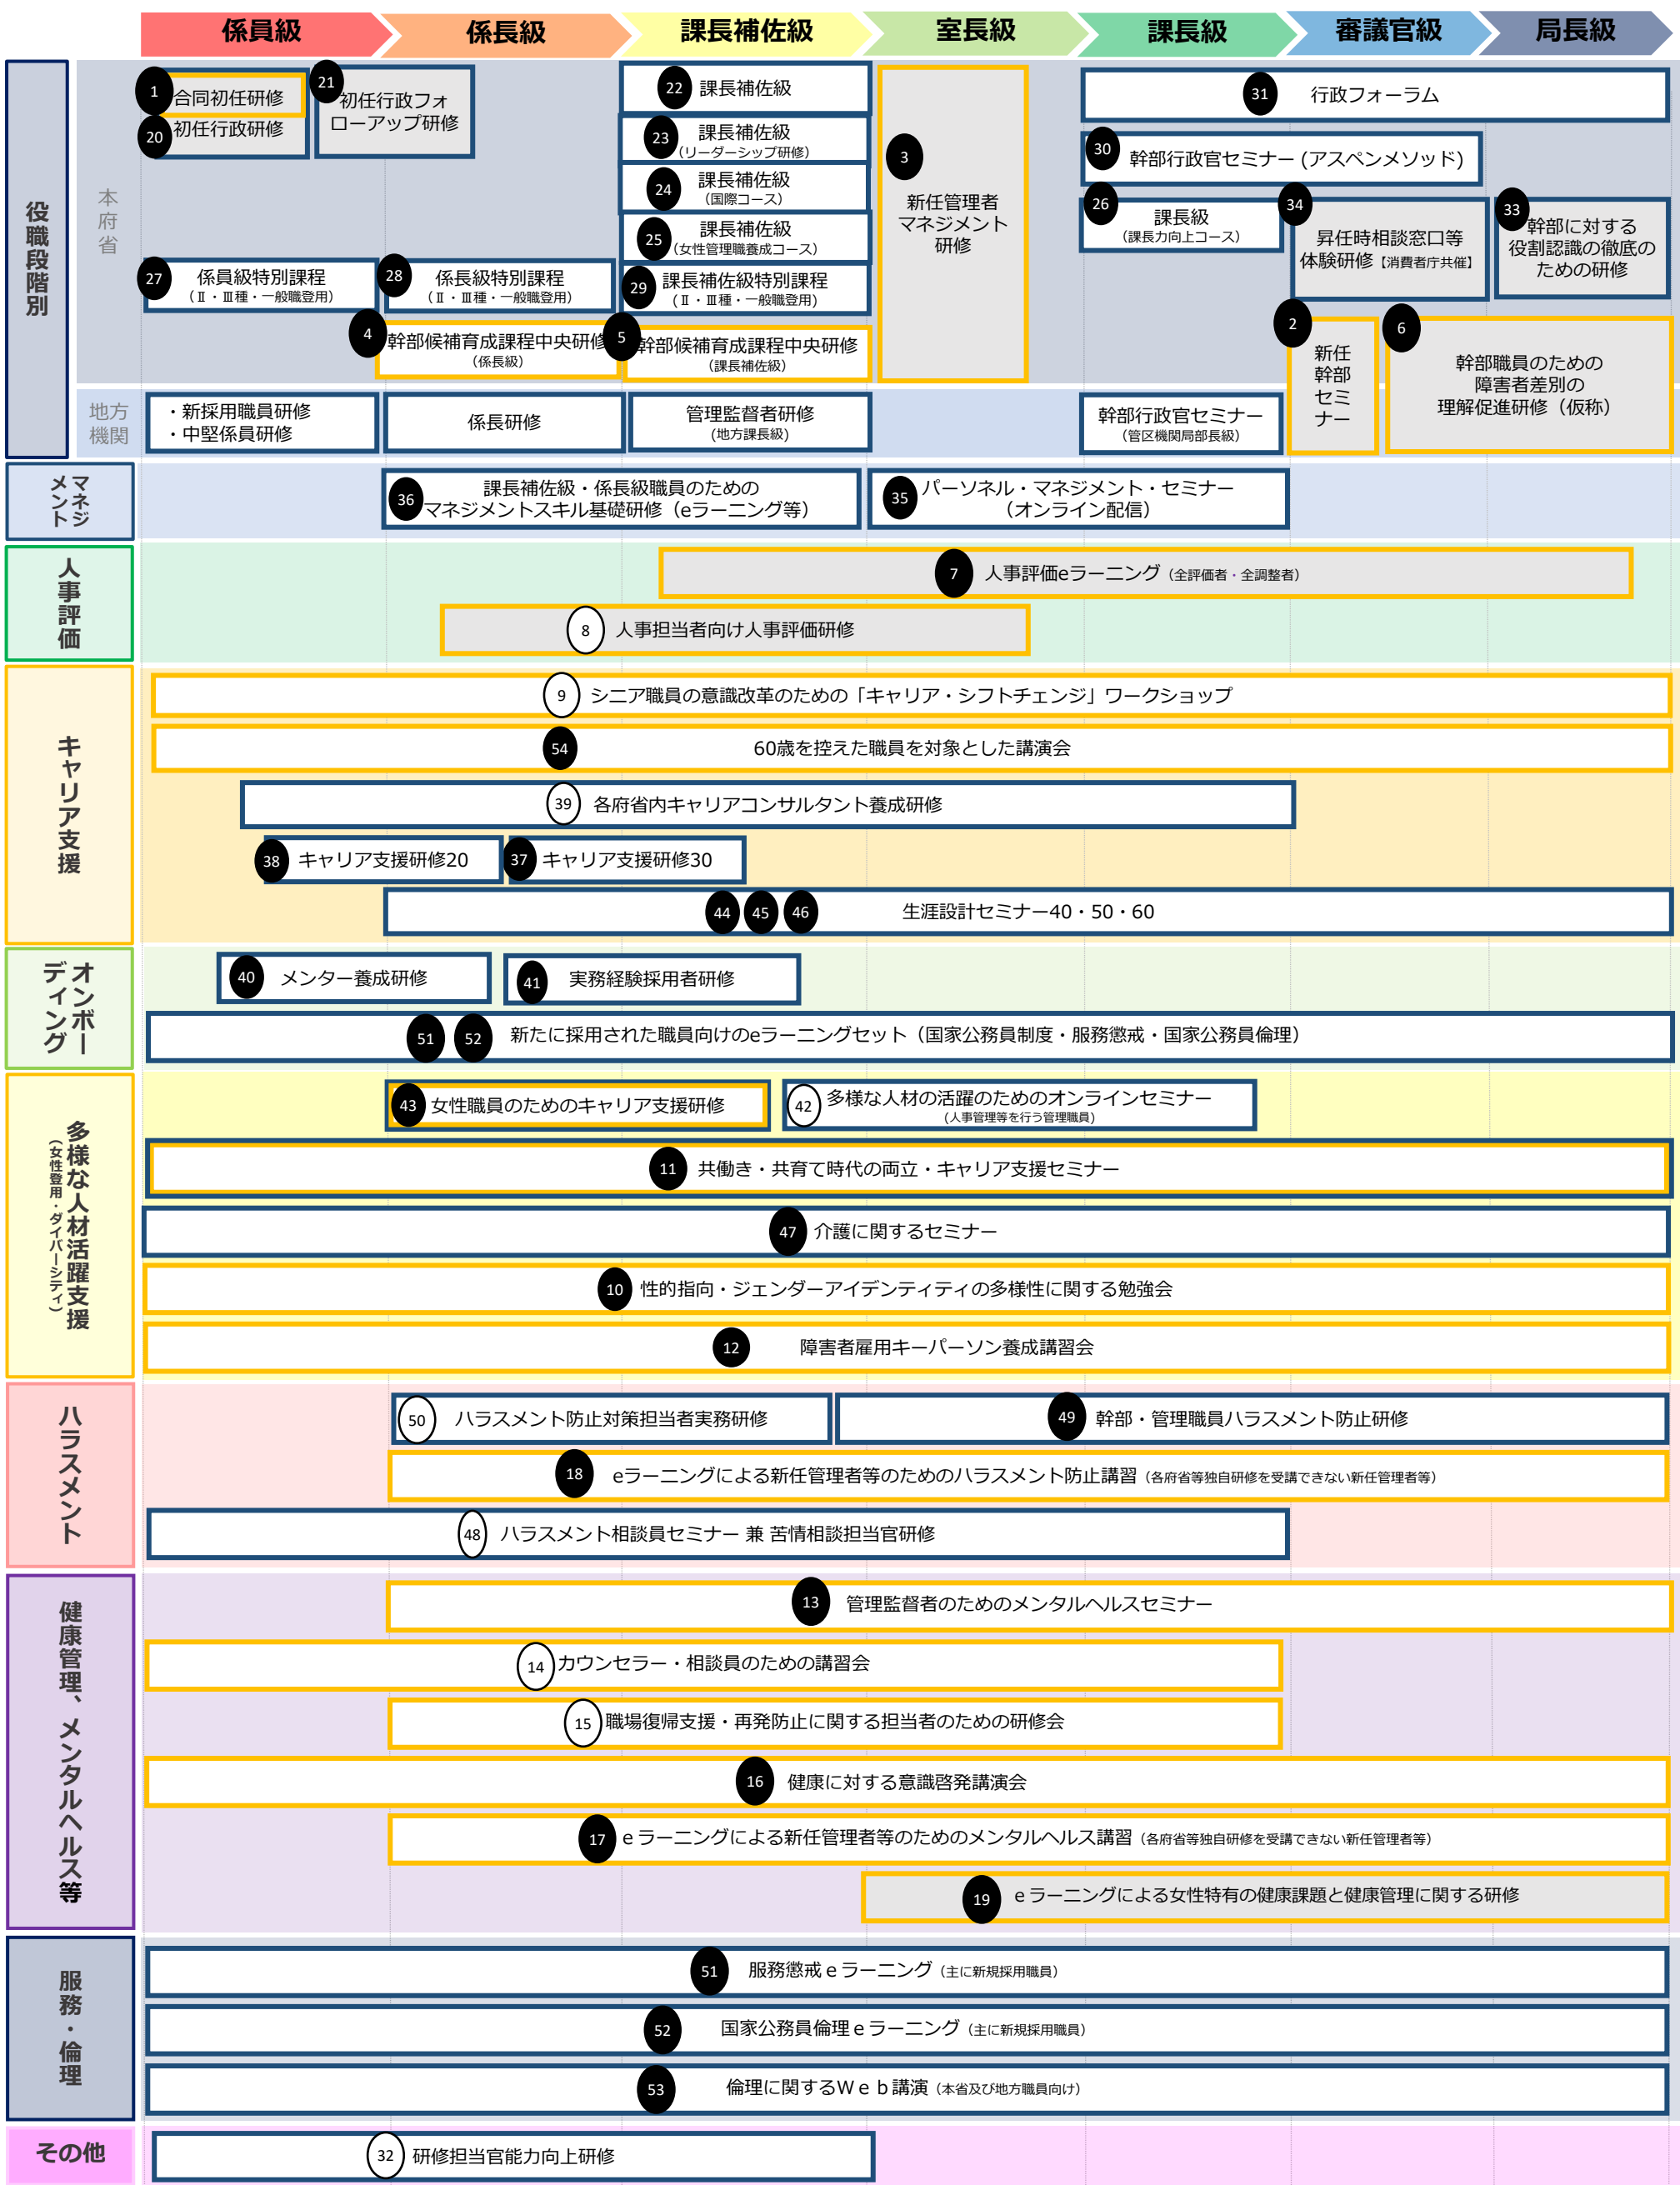 係員級
係長級
課長補佐級
室長級
課長級
審議官級
局長級
役職段階別
本府省
1
合同初任研修
20
初任行政研修
21
初任行政フォ
ローアップ研修
22
課長補佐級
23
課長補佐級
（リーダーシップ研修）
24
課長補佐級
（国際コース）
25
課長補佐級
（女性管理職養成コース）
27
係員級特別課程
（Ⅱ・Ⅲ種・一般職登用）
28
係長級特別課程
（Ⅱ・Ⅲ種・一般職登用）
29
課長補佐級特別課程
（Ⅱ・Ⅲ種・一般職登用）
4
幹部候補育成課程中央研修
（係長級）
5
幹部候補育成課程中央研修
（課長補佐級）
3
新任管理者
マネジメント
研修
31
行政フォーラム
30
幹部行政官セミナー (アスペンメソッド)
26
課長級
（課長力向上コース）
34
昇任時相談窓口等
体験研修【消費者庁共催】
33
幹部に対する
役割認識の徹底の
ための研修
2
新任
幹部
セミ
ナー
6
幹部職員のための
障害者差別の
理解促進研修（仮称）
地方
機関
・新採用職員研修
・中堅係員研修
係長研修
管理監督者研修
(地方課長級)
幹部行政官セミナー
（管区機関局部長級）
マネジ
メント
36
課長補佐級・係長級職員のための
マネジメントスキル基礎研修（eラーニング等）
35
パーソネル・マネジメント・セミナー
（オンライン配信）
人事評価
7
人事評価eラーニング（全評価者・全調整者）
8
人事担当者向け人事評価研修
キャリア支援
9
シニア職員の意識改革のための「キャリア・シフトチェンジ」ワークショップ
54
60歳を控えた職員を対象とした講演会
39
各府省内キャリアコンサルタント養成研修
38
キャリア支援研修20
37
キャリア支援研修30
44
45
46
生涯設計セミナー40・50・60
オンボー
ディング
40
メンター養成研修
41
実務経験採用者研修
51
52
新たに採用された職員向けのeラーニングセット（国家公務員制度・服務懲戒・国家公務員倫理）
多様な人材活躍支援
（女性登用・ダイバーシティ）
43
女性職員のためのキャリア支援研修
42
多様な人材の活躍のためのオンラインセミナー
(人事管理等を行う管理職員)
11
共働き・共育て時代の両立・キャリア支援セミナー
47
介護に関するセミナー
10
性的指向・ジェンダーアイデンティティの多様性に関する勉強会
12
障害者雇用キーパーソン養成講習会
ハラスメント
50
ハラスメント防止対策担当者実務研修
49
幹部・管理職員ハラスメント防止研修
18
eラーニングによる新任管理者等のためのハラスメント防止講習（各府省等独自研修を受講できない新任管理者等）
48
ハラスメント相談員セミナー 兼 苦情相談担当官研修
健康管理、メンタルヘルス等
13
管理監督者のためのメンタルヘルスセミナー
14
カウンセラー・相談員のための講習会
15
職場復帰支援・再発防止に関する担当者のための研修会
16
健康に対する意識啓発講演会
17
ｅラーニングによる新任管理者等のためのメンタルヘルス講習（各府省等独自研修を受講できない新任管理者等）
19
ｅラーニングによる女性特有の健康課題と健康管理に関する研修
服務・倫理
51
服務懲戒ｅラーニング（主に新規採用職員）
52
国家公務員倫理ｅラーニング（主に新規採用職員）
53
倫理に関するＷｅｂ講演（本省及び地方職員向け）
その他
32
研修担当官能力向上研修